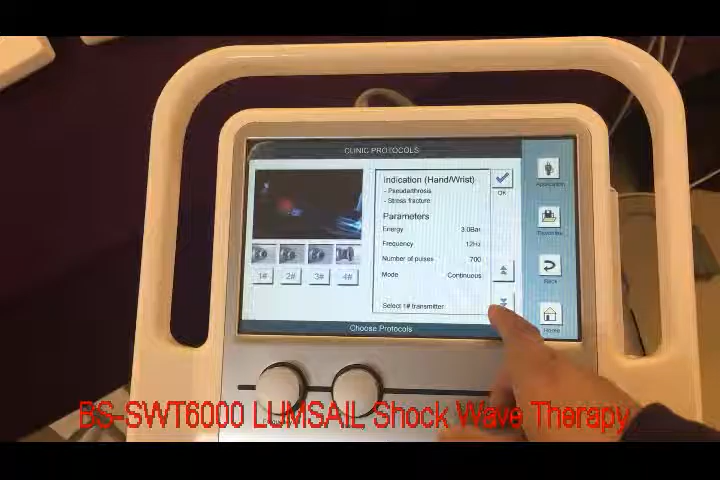 CLINIC PROTOCOLS
Indication (Hand/Wrist)
- Pseudarthrosis
- Stress fracture
OK
Parameters
Energy 3.0Bar
Frequency 12Hz
Number of pulses 700
Mode Continuous
Select 1# transmitter
1# 2# 3# 4#
Application
Favorites
Back
Home
Choose Protocols
BS-SWT6000 LUMSAIL Shock Wave Therapy